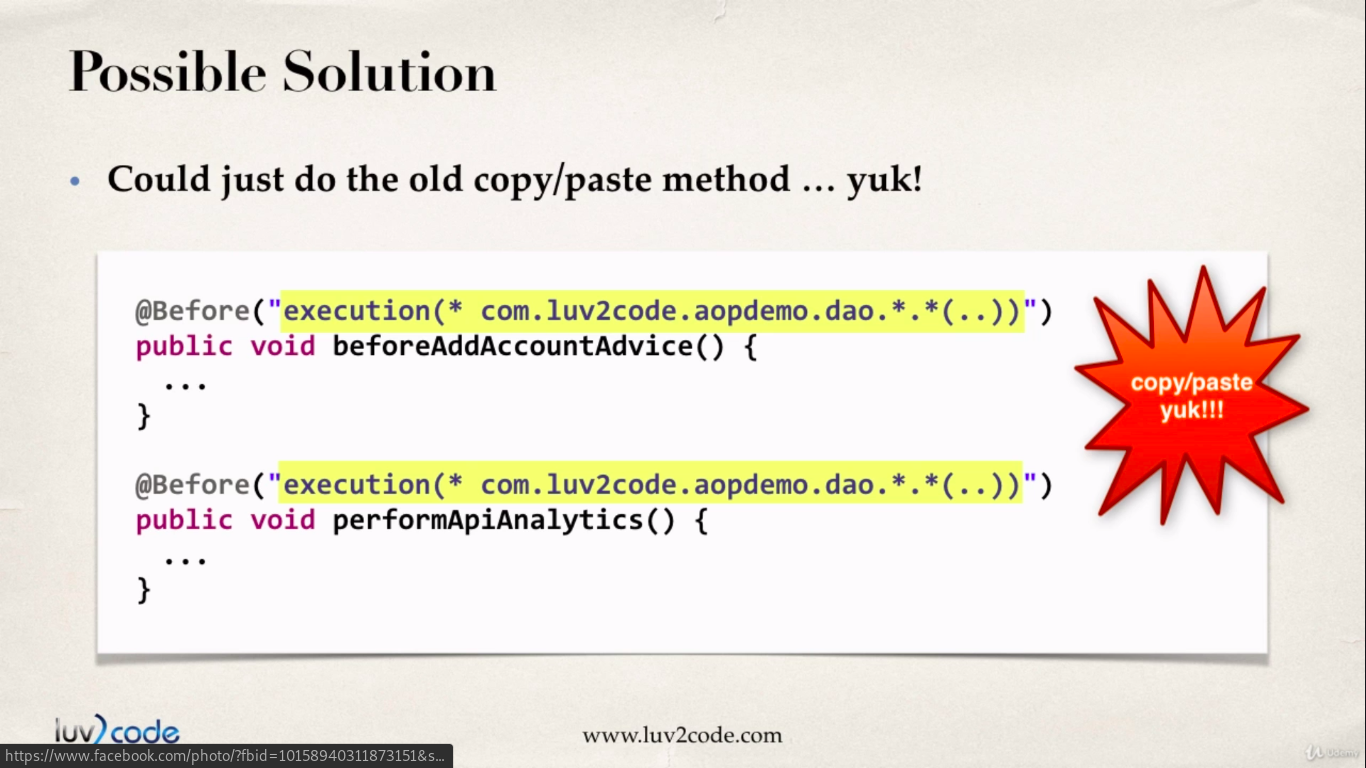 Possible Solution
• Could just do the old copy/paste method … yuk!
@Before("execution(* com.luv2code.aopdemo.dao.*.*(..))")
public void beforeAddAccountAdvice() {
...
}
copy/paste
yuk!!!
@Before("execution(* com.luv2code.aopdemo.dao.*.*(..))")
public void performApiAnalytics() {
...
}
luv2code
www.luv2code.com
https://www.facebook.com/photo/?fbid=10158940311873151&s...
Udemy